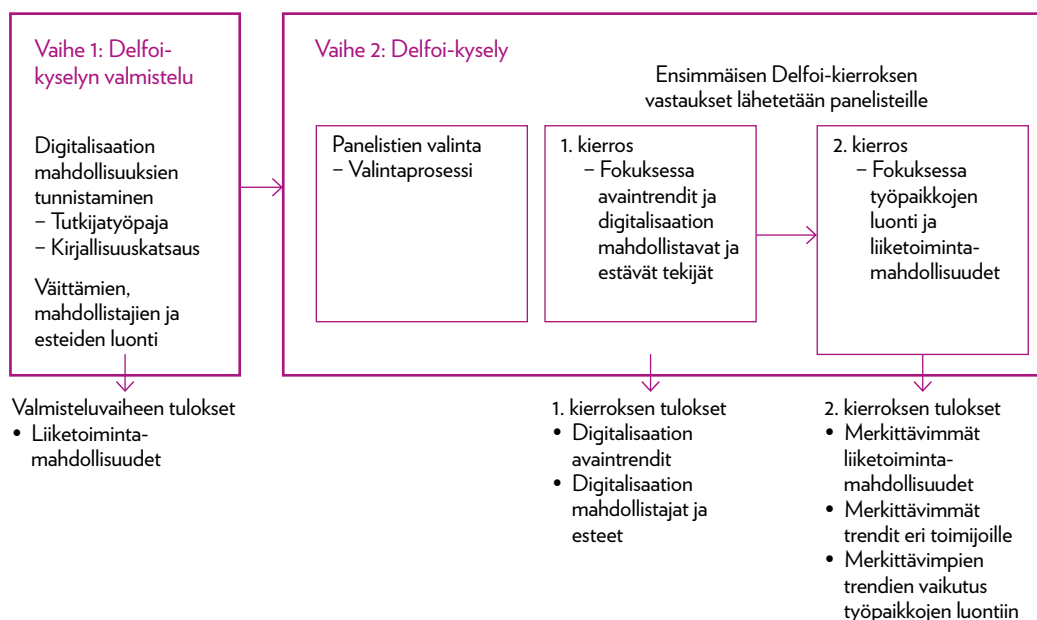 Vaihe 1: Delfoi-
kyselyn valmistelu
Digitalisaation
mahdollisuuksien
tunnistaminen
– Tutkijatyöpaja
– Kirjallisuuskatsaus
Väittämien,
mahdollistajien ja
esteiden luonti
Valmisteluvaiheen tulokset
• Liiketoiminta-
mahdollisuudet
Vaihe 2: Delfoi-kysely
Ensimmäisen Delfoi-kierroksen
vastaukset lähetetään panelisteille
Panelistien valinta
– Valintaprosessi
1. kierros
– Fokuksessa
avaintrendit ja
digitalisaation
mahdollistavat ja
estävät tekijät
2. kierros
– Fokuksessa
työpaikkojen
luonti ja
liiketoiminta-
mahdollisuudet
1. kierroksen tulokset
• Digitalisaation
avaintrendit
• Digitalisaation
mahdollistajat ja
esteet
2. kierroksen tulokset
• Merkittävimmät
liiketoiminta-
mahdollisuudet
• Merkittävimmät
trendit eri toimijoille
• Merkittävimpien
trendien vaikutus
työpaikkojen luontiin